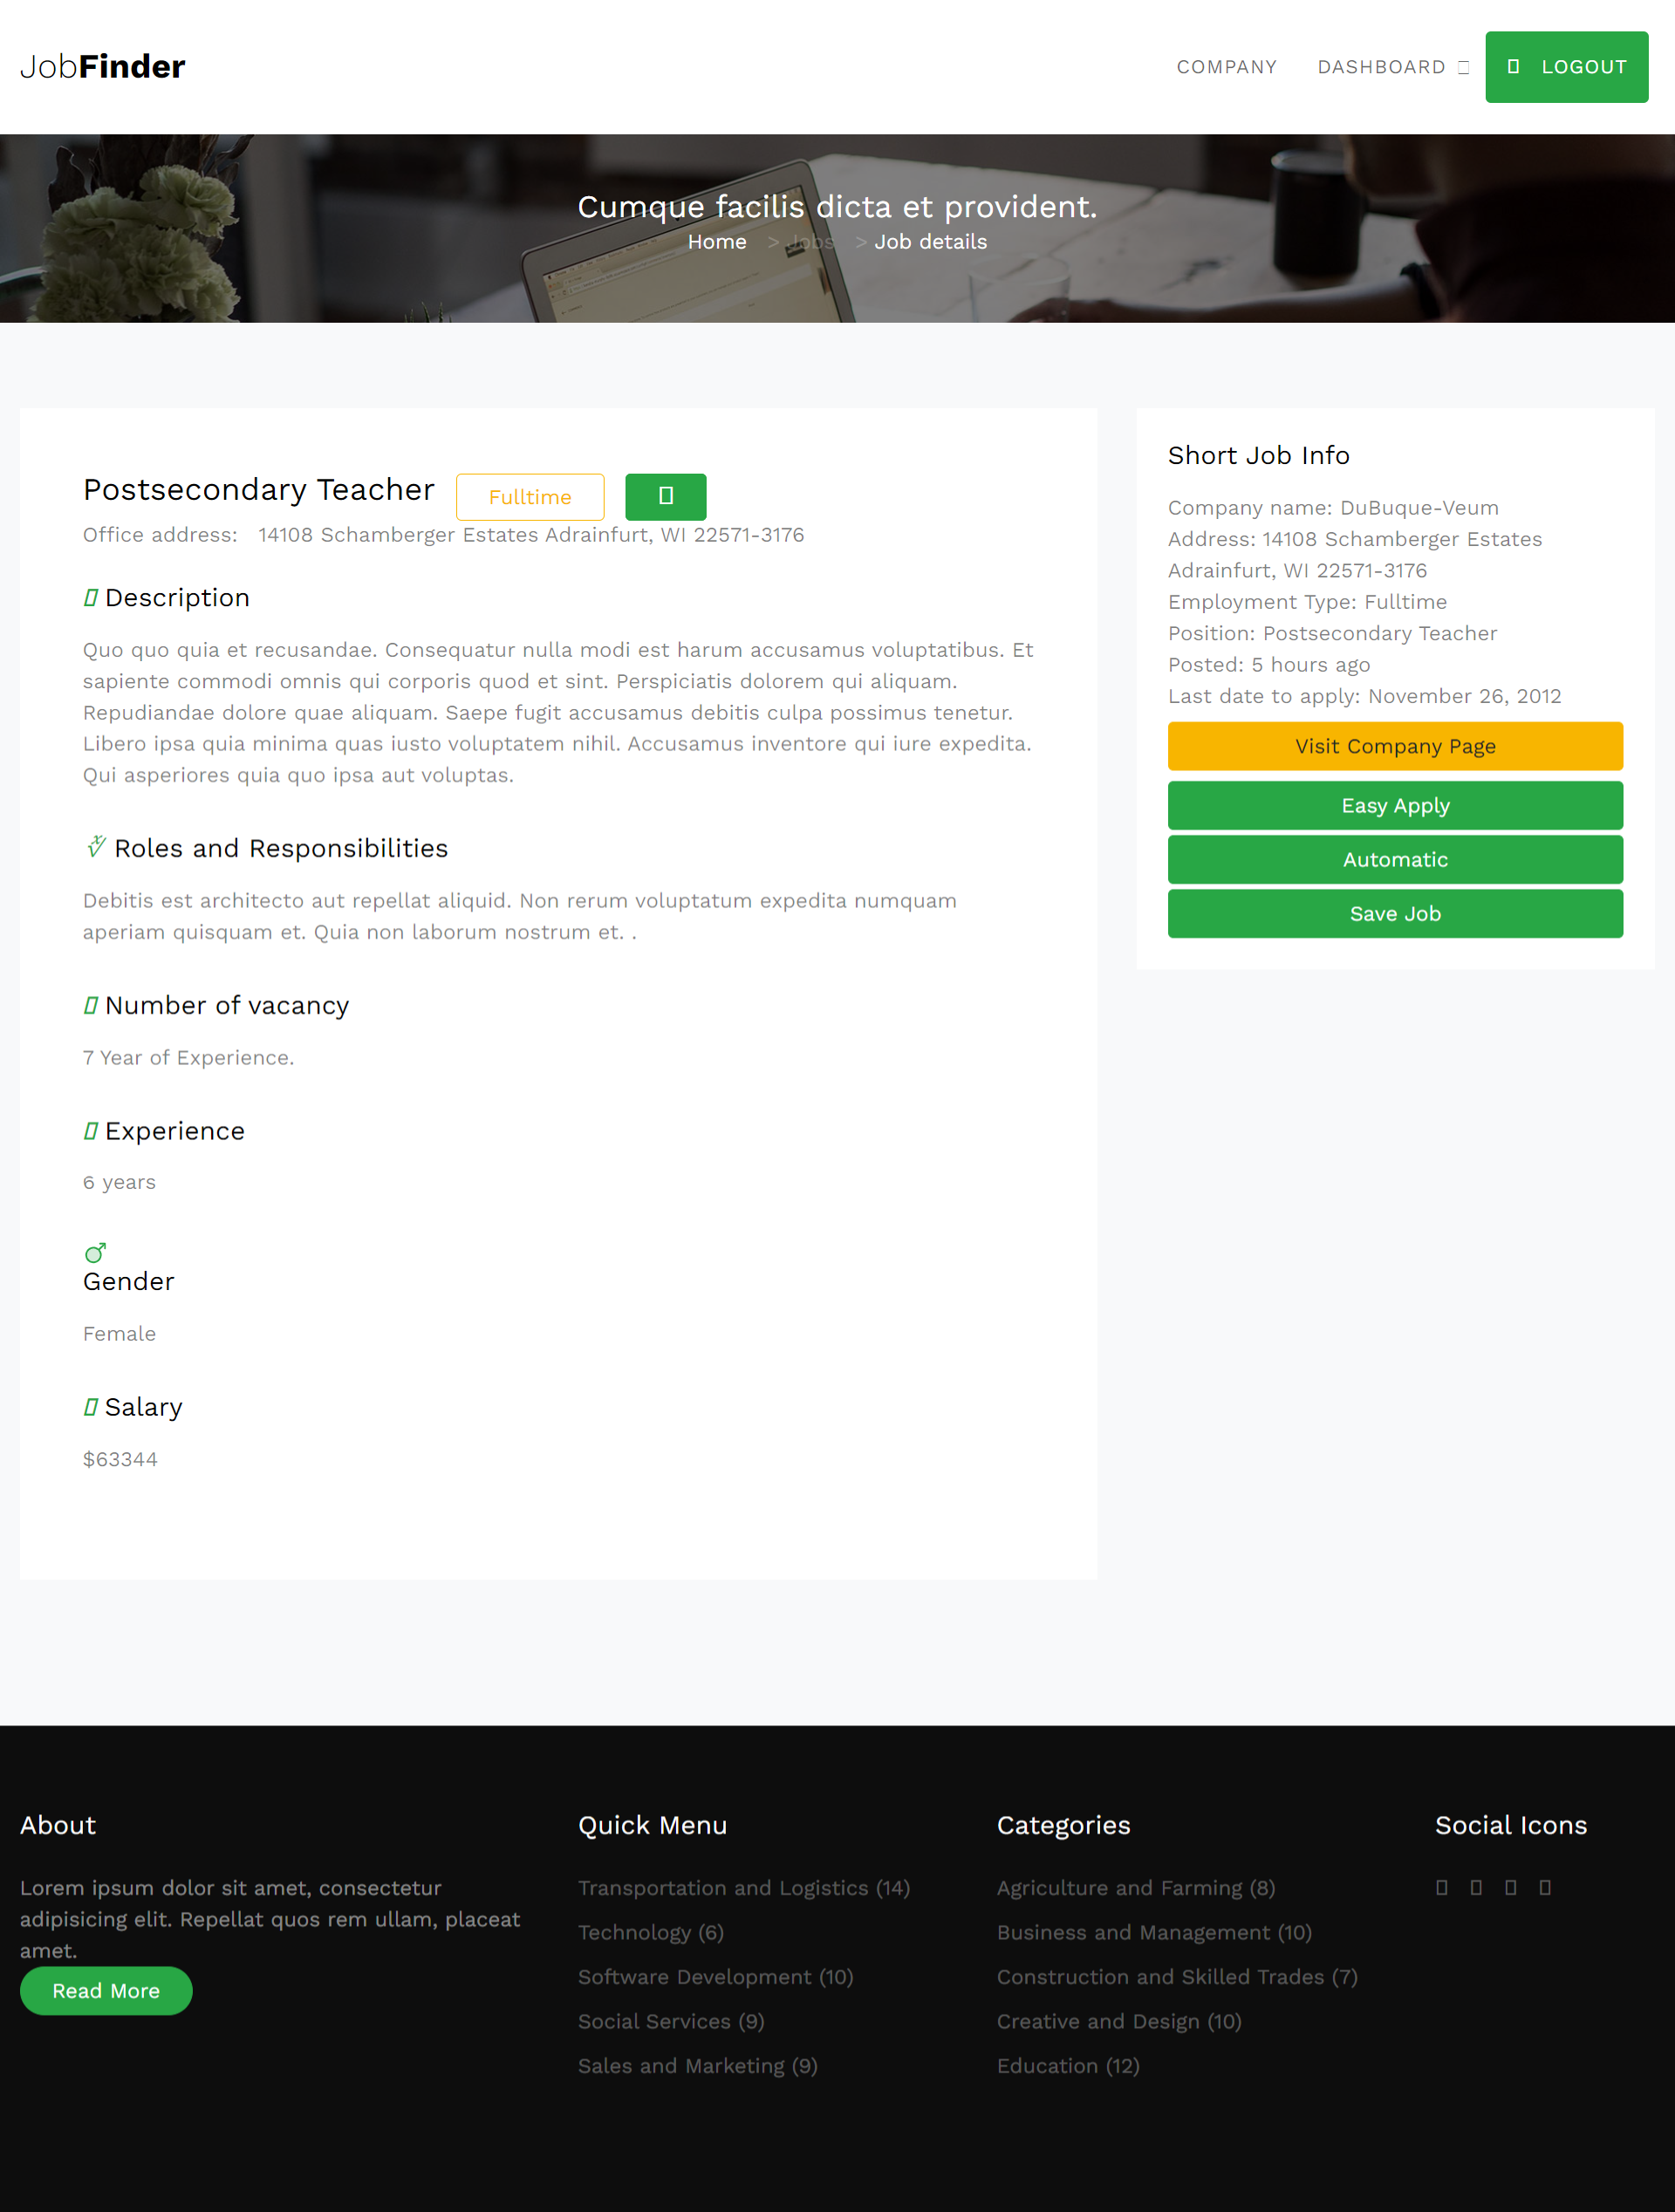 JobFinder
COMPANY DASHBOARD LOGOUT
Cumque facilis dicta et provident.
Home > Jobs > Job details
Postsecondary Teacher Fulltime
Office address: 14108 Schamberger Estates Adrainfurt, WI 22571-3176
Description
Quo quo quia et recusandae. Consequatur nulla modi est harum accusamus voluptatibus. Et
sapiente commodi omnis qui corporis quod et sint. Perspiciatis dolorem qui aliquam.
Repudiandae dolore quae aliquam. Saepe fugit accusamus debitis culpa possimus tenetur.
Libero ipsa quia minima quas iusto voluptatem nihil. Accusamus inventore qui iure expedita.
Qui asperiores quia quo ipsa aut voluptas.
Roles and Responsibilities
Debitis est architecto aut repellat aliquid. Non rerum voluptatum expedita numquam
aperiam quisquam et. Quia non laborum nostrum et. .
Number of vacancy
7 Year of Experience.
Experience
6 years
Gender
Female
Salary
$63344
Short Job Info
Company name: DuBuque-Veum
Address: 14108 Schamberger Estates
Adrainfurt, WI 22571-3176
Employment Type: Fulltime
Position: Postsecondary Teacher
Posted: 5 hours ago
Last date to apply: November 26, 2012
Visit Company Page
Easy Apply
Automatic
Save Job
About
Lorem ipsum dolor sit amet, consectetur
adipisicing elit. Repellat quos rem ullam, placeat
amet.
Read More
Quick Menu
Transportation and Logistics (14)
Technology (6)
Software Development (10)
Social Services (9)
Sales and Marketing (9)
Categories
Agriculture and Farming (8)
Business and Management (10)
Construction and Skilled Trades (7)
Creative and Design (10)
Education (12)
Social Icons